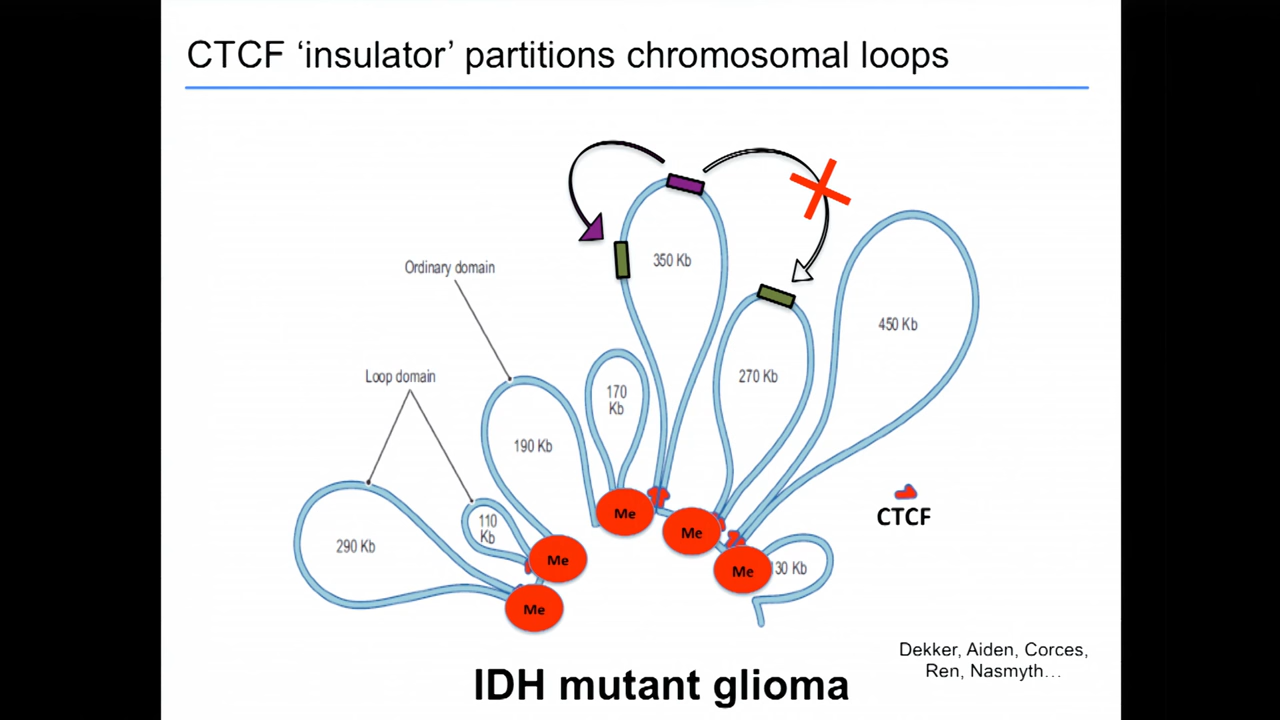 CTCF ‘insulator’ partitions chromosomal loops
Ordinary domain
350 Kb
450 Kb
Loop domain
170
Kb
270 Kb
190 Kb
110
Kb
290 Kb
Me
Me
Me
Me
Me
130 Kb
CTCF
Dekker, Aiden, Corces,
Ren, Nasmyth…
IDH mutant glioma